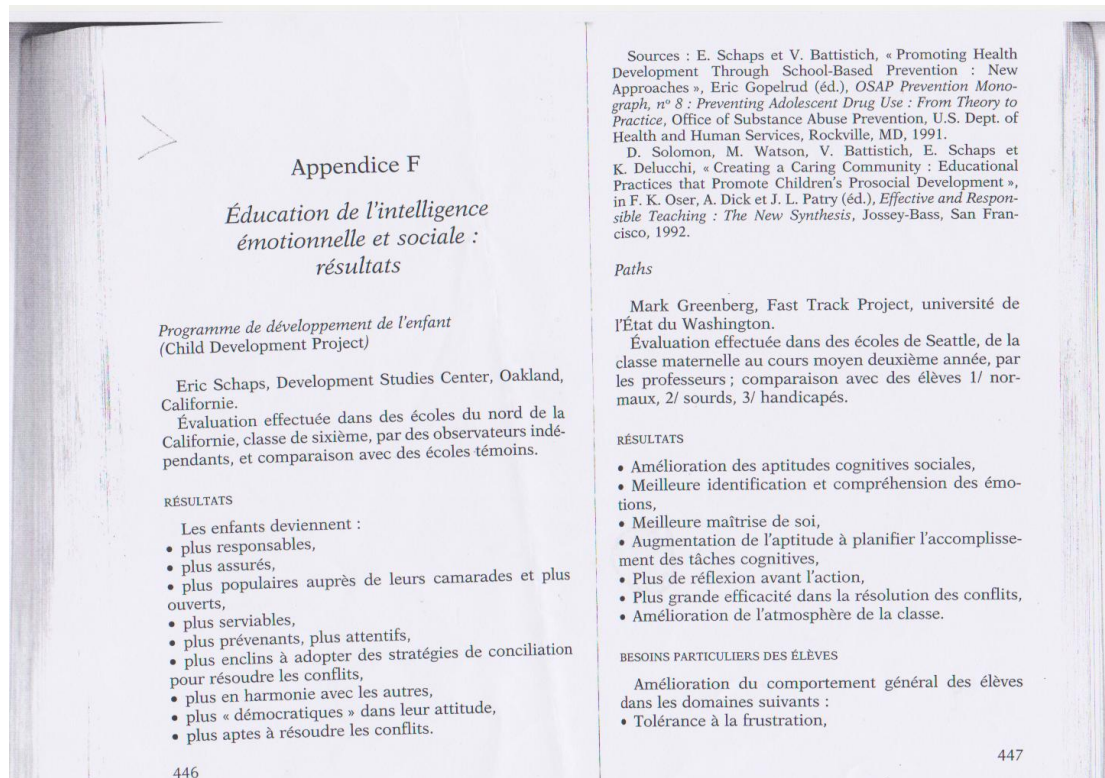 Appendice F
Éducation de l'intelligence
émotionnelle et sociale :
résultats
Programme de développement de l'enfant
(Child Development Project)
Eric Schaps, Development Studies Center, Oakland,
Californie.
Évaluation effectuée dans des écoles du nord de la
Californie, classe de sixième, par des observateurs indé-
pendants, et comparaison avec des écoles témoins.
RÉSULTATS
Les enfants deviennent :
• plus responsables,
• plus assurés,
• plus populaires auprès de leurs camarades et plus
ouverts,
• plus serviables,
• plus prévenants, plus attentifs,
• plus enclins à adopter des stratégies de conciliation
pour résoudre les conflits,
• plus en harmonie avec les autres,
• plus « démocratiques » dans leur attitude,
• plus aptes à résoudre les conflits.
446
Sources : E. Schaps et V. Battistich, « Promoting Health
Development Through School-Based Prevention : New
Approaches », Eric Gopelrud (éd.), OSAP Prevention Mono-
graph, nº 8 : Preventing Adolescent Drug Use : From Theory to
Practice, Office of Substance Abuse Prevention, U.S. Dept. of
Health and Human Services, Rockville, MD, 1991.
D. Solomon, M. Watson, V. Battistich, E. Schaps et
K. Delucchi, « Creating a Caring Community : Educational
Practices that Promote Children's Prosocial Development »,
in F. K. Oser, A. Dick et J. L. Patry (éd.), Effective and Respon-
sible Teaching : The New Synthesis, Jossey-Bass, San Fran-
cisco, 1992.
Paths
Mark Greenberg, Fast Track Project, université de
l'État du Washington.
Évaluation effectuée dans des écoles de Seattle, de la
classe maternelle au cours moyen deuxième année, par
les professeurs ; comparaison avec des élèves 1/ nor-
maux, 2/ sourds, 3/ handicapés.
RÉSULTATS
• Amélioration des aptitudes cognitives sociales,
• Meilleure identification et compréhension des émo-
tions,
• Meilleure maîtrise de soi,
• Augmentation de l'aptitude à planifier l'accomplisse-
ment des tâches cognitives,
• Plus de réflexion avant l'action,
• Plus grande efficacité dans la résolution des conflits,
• Amélioration de l'atmosphère de la classe.
BESOINS PARTICULIERS DES ÉLÈVES
Amélioration du comportement général des élèves
dans les domaines suivants :
• Tolérance à la frustration,
447